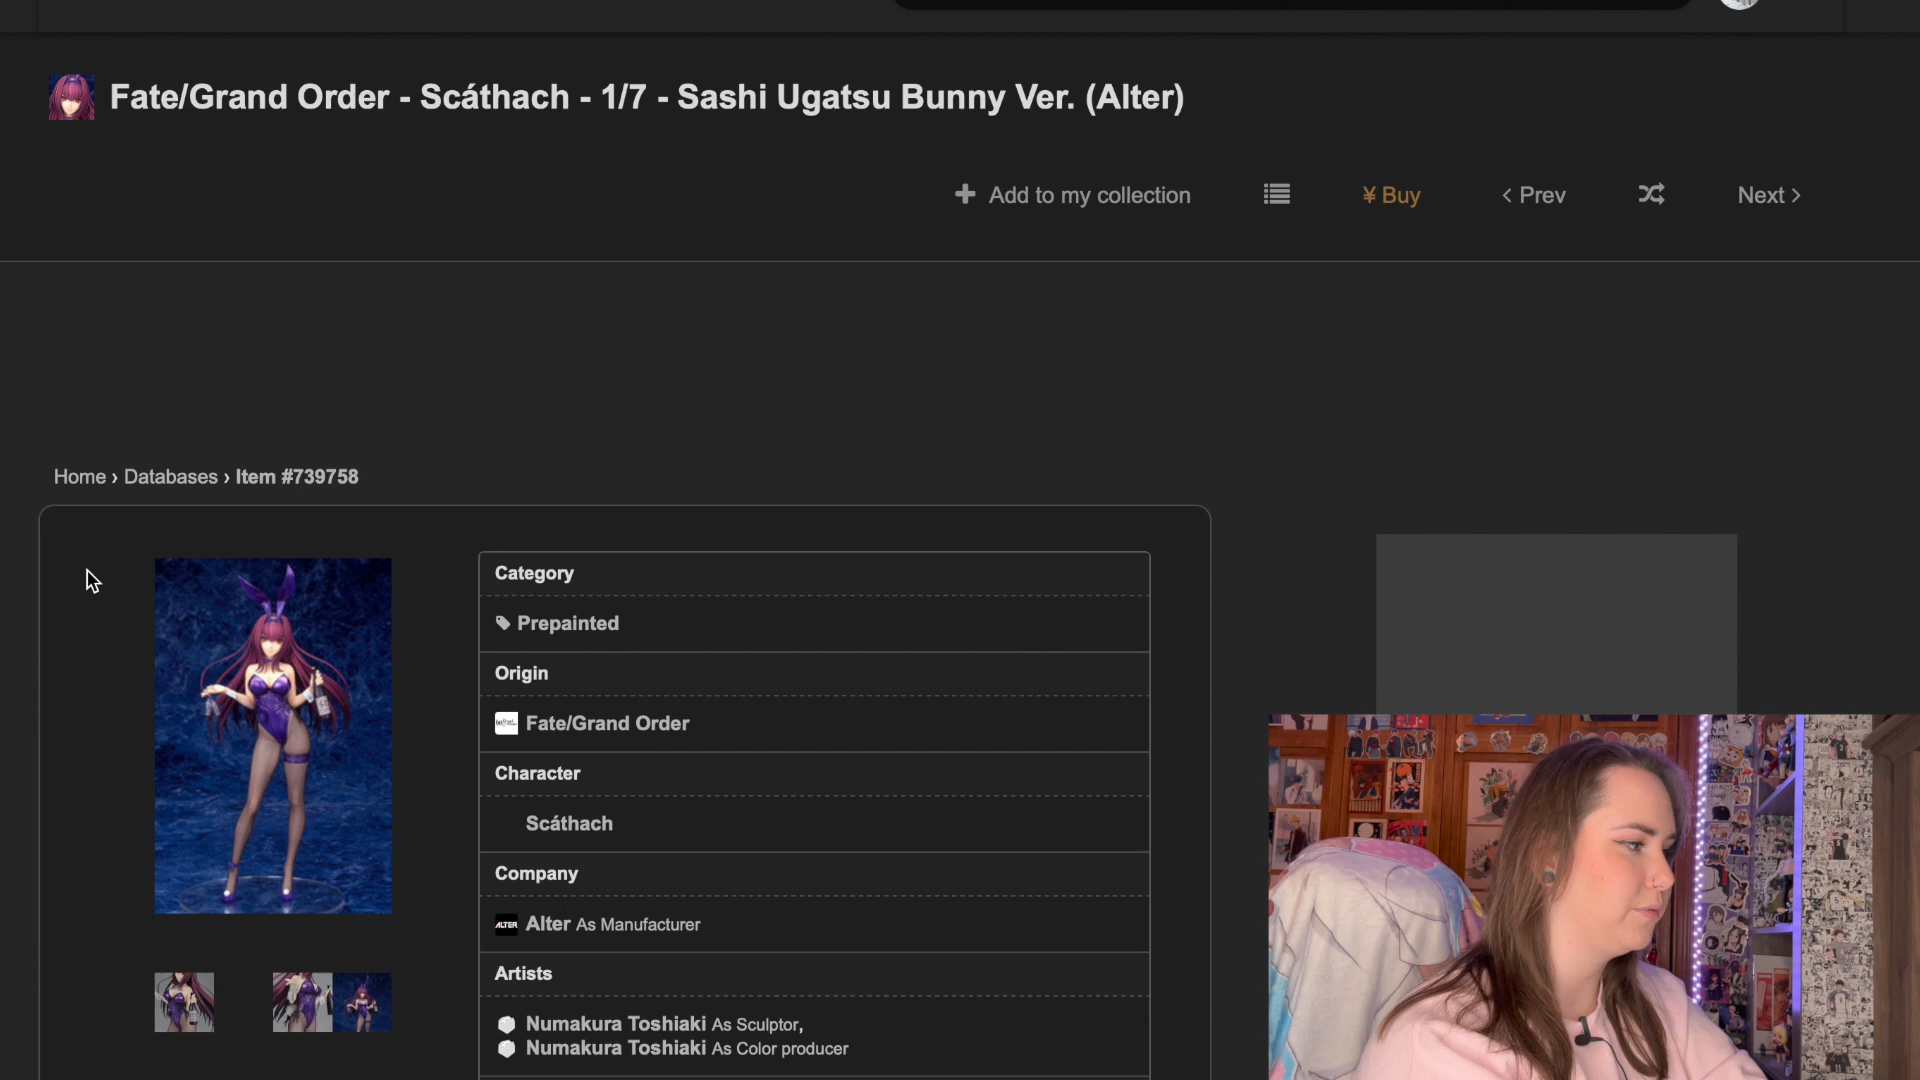 Fate/Grand Order - Scáthach - 1/7 - Sashi Ugatsu Bunny Ver. (Alter)
Add to my collection
¥ Buy
‹ Prev
Next ›
Home › Databases › Item #739758
Category
Prepainted
Origin
Fate/Grand Order
Character
Scáthach
Company
ALTER Alter As Manufacturer
Artists
Numakura Toshiaki As Sculptor,
Numakura Toshiaki As Color producer